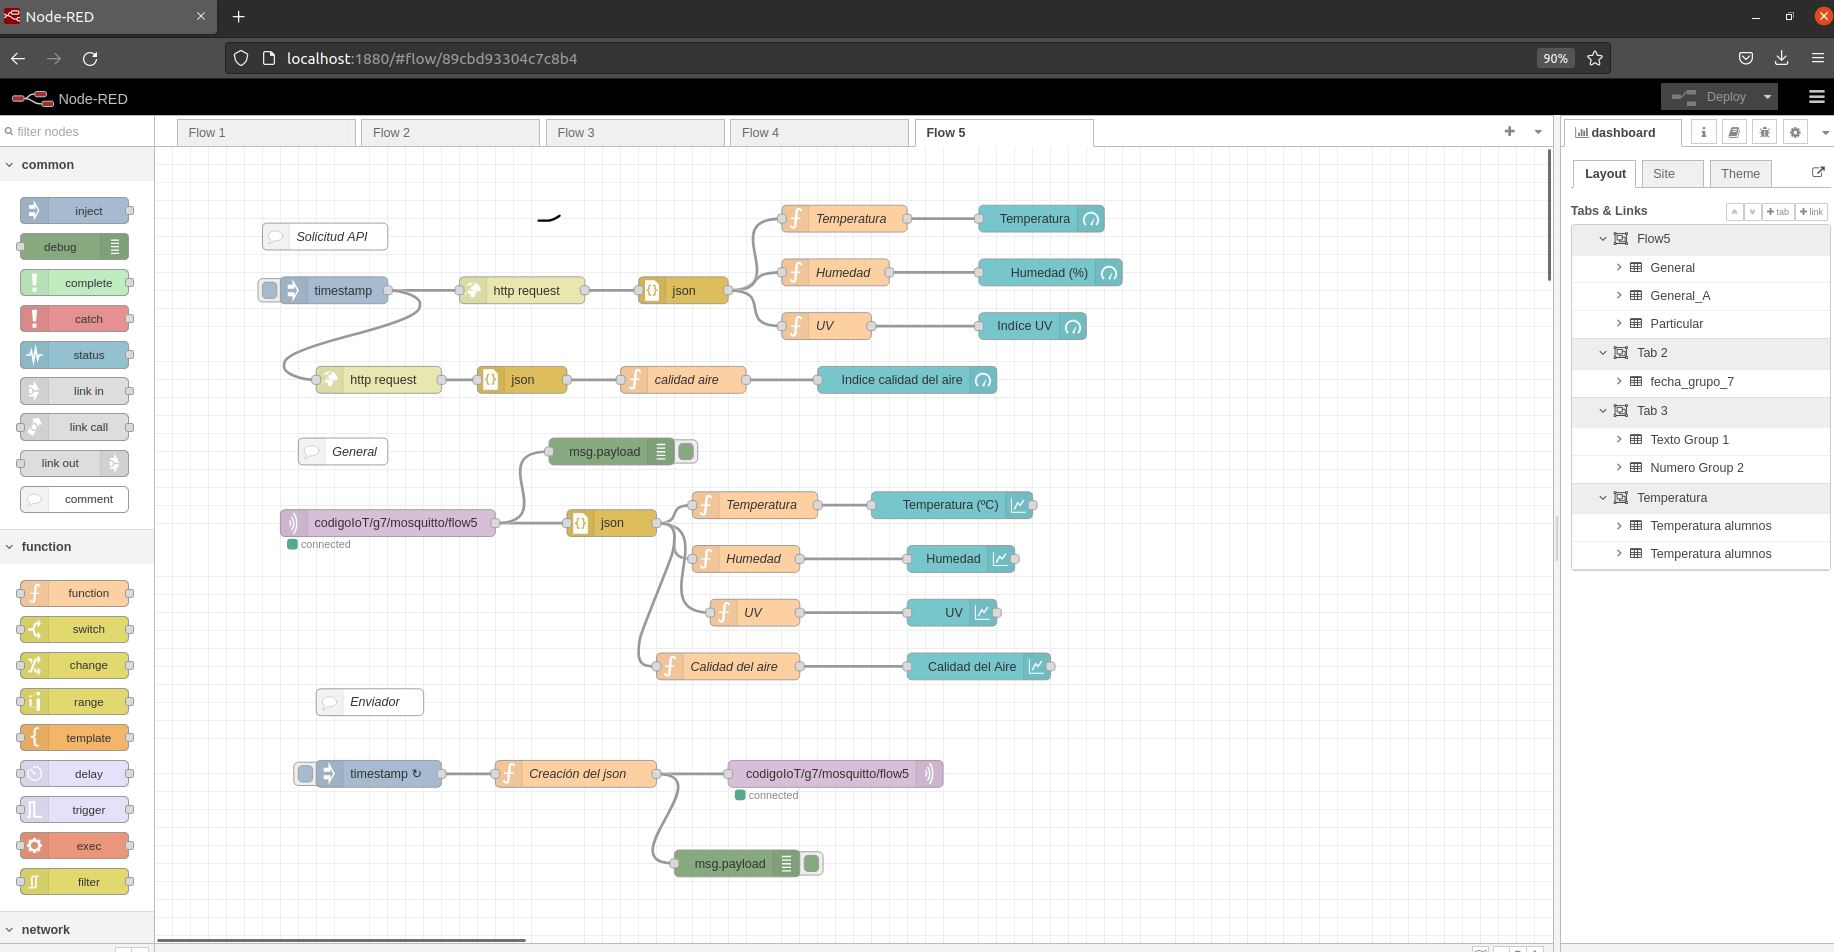 Node-RED
localhost:1880/#flow/89cbd93304c7c8b4
90%
Node-RED
Deploy
filter nodes
Flow 1
Flow 2
Flow 3
Flow 4
Flow 5
dashboard
common
inject
debug
complete
catch
status
link in
link call
link out
comment
function
function
switch
change
range
template
delay
trigger
exec
filter
network
Solicitud API
timestamp
http request
json
Temperatura
Temperatura
Humedad
Humedad (%)
UV
Indíce UV
http request
json
calidad aire
Indice calidad del aire
General
msg.payload
codigoIoT/g7/mosquitto/flow5
connected
json
Temperatura
Temperatura (ºC)
Humedad
Humedad
UV
UV
Calidad del aire
Calidad del Aire
Enviador
timestamp ↻
Creación del json
codigoIoT/g7/mosquitto/flow5
connected
msg.payload
Layout
Site
Theme
Tabs & Links
+ tab
+ link
Flow5
General
General_A
Particular
Tab 2
fecha_grupo_7
Tab 3
Texto Group 1
Numero Group 2
Temperatura
Temperatura alumnos
Temperatura alumnos